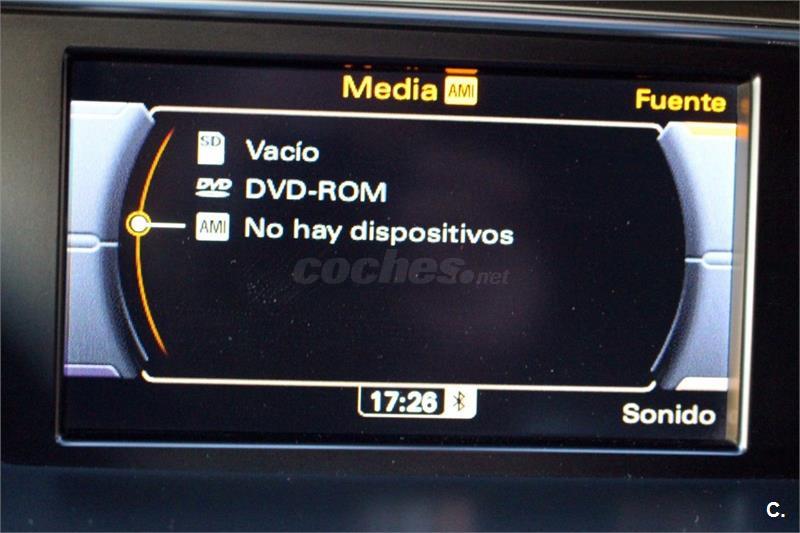 Media AMI
Fuente
SD Vacío
DVD DVD-ROM
AMI No hay dispositivos
coches.net
17:26
Sonido
C.